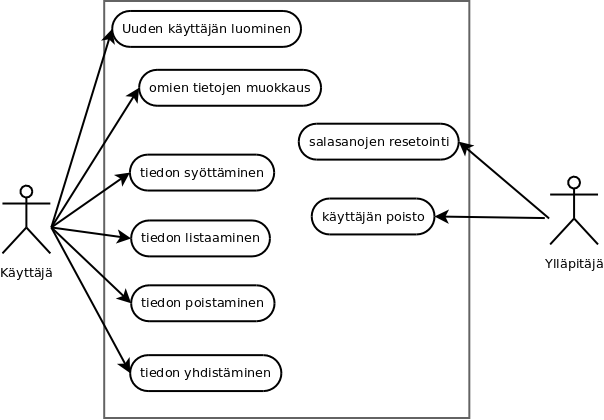 Uuden käyttäjän luominen
omien tietojen muokkaus
salasanojen resetointi
tiedon syöttäminen
käyttäjän poisto
tiedon listaaminen
Käyttäjä
Ylläpitäjä
tiedon poistaminen
tiedon yhdistäminen